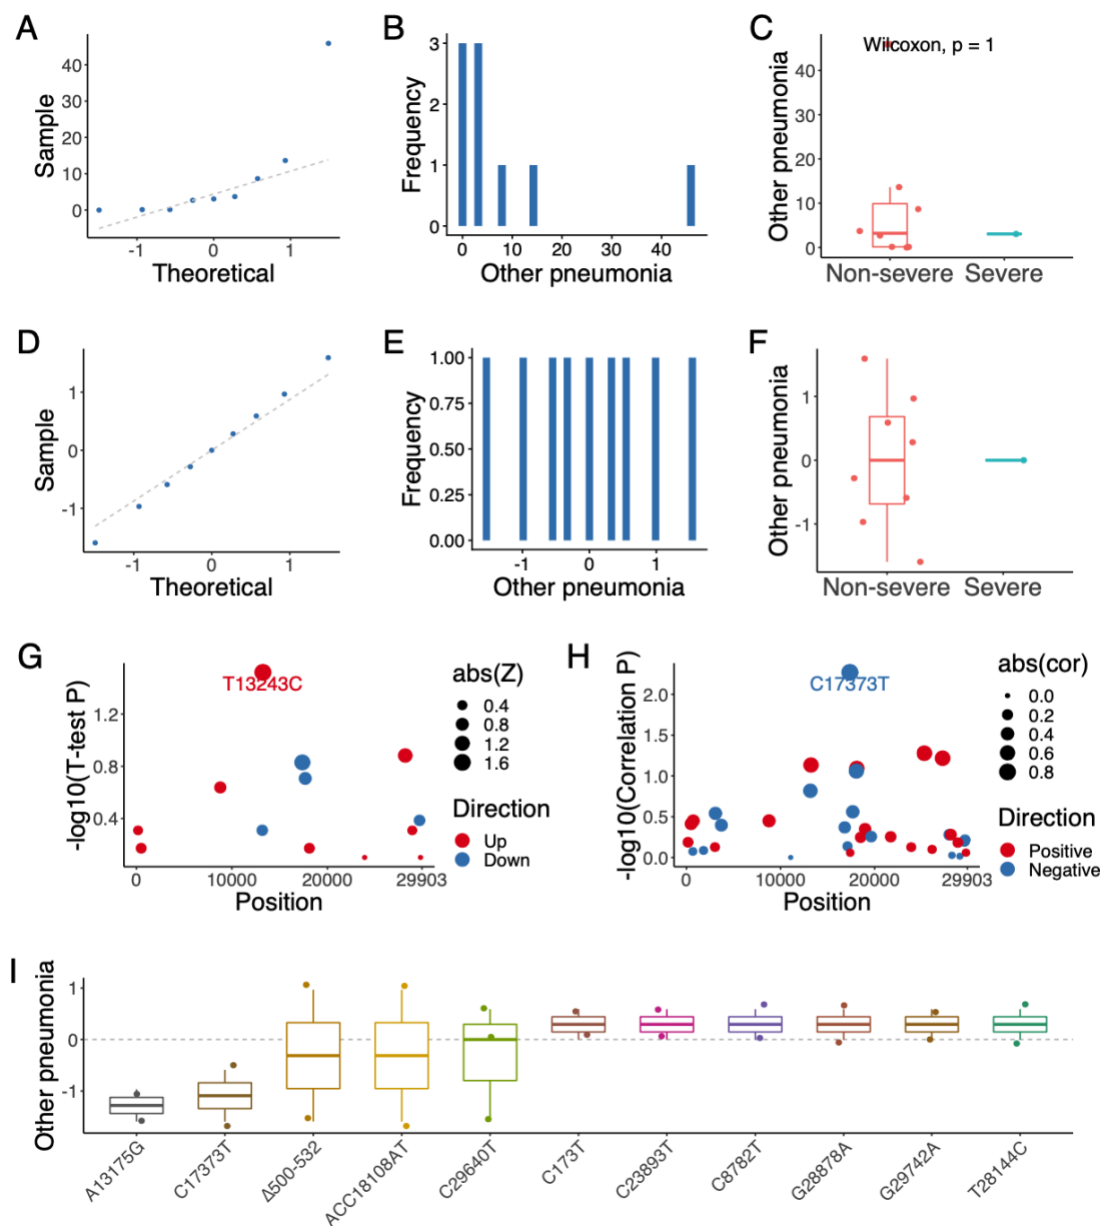 A
Sample
40
30
20
10
0
-1
0
1
Theoretical
B
Frequency
3
2
1
0
0
10
20
30
40
Other pneumonia
C
Other pneumonia
Wilcoxon, p = 1
40
30
20
10
0
Non-severe
Severe
D
Sample
1
0
-1
-1
0
1
Theoretical
E
Frequency
1.00
0.75
0.50
0.25
0.00
-1
0
1
Other pneumonia
F
Other pneumonia
1
0
-1
Non-severe
Severe
G
-log10(T-test P)
T13243C
1.2
0.8
0.4
0
10000
20000
29903
Position
abs(Z)
0.4
0.8
1.2
1.6
Direction
Up
Down
H
-log10(Correlation P)
C17373T
2.0
1.5
1.0
0.5
0.0
0
10000
20000
29903
Position
abs(cor)
0.0
0.2
0.4
0.6
0.8
Direction
Positive
Negative
I
Other pneumonia
1
0
-1
A13175G
C17373T
Δ500-532
ACC18108AT
C29640T
C173T
C23893T
C8782T
G28878A
G29742A
T28144C